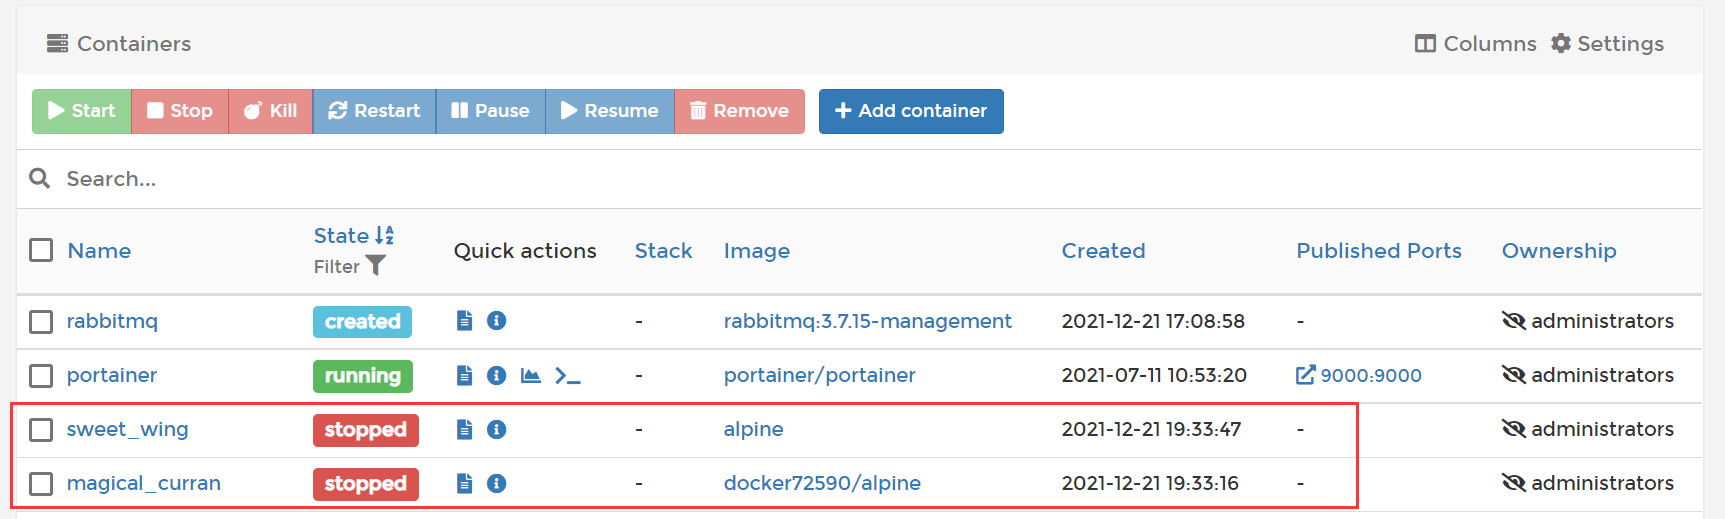 Containers Columns Settings
Start Stop Kill Restart Pause Resume Remove Add container
Search...
Name State Filter Quick actions Stack Image Created Published Ports Ownership
rabbitmq created - rabbitmq:3.7.15-management 2021-12-21 17:08:58 - administrators
portainer running - portainer/portainer 2021-07-11 10:53:20 9000:9000 administrators
sweet_wing stopped - alpine 2021-12-21 19:33:47 - administrators
magical_curran stopped - docker72590/alpine 2021-12-21 19:33:16 - administrators